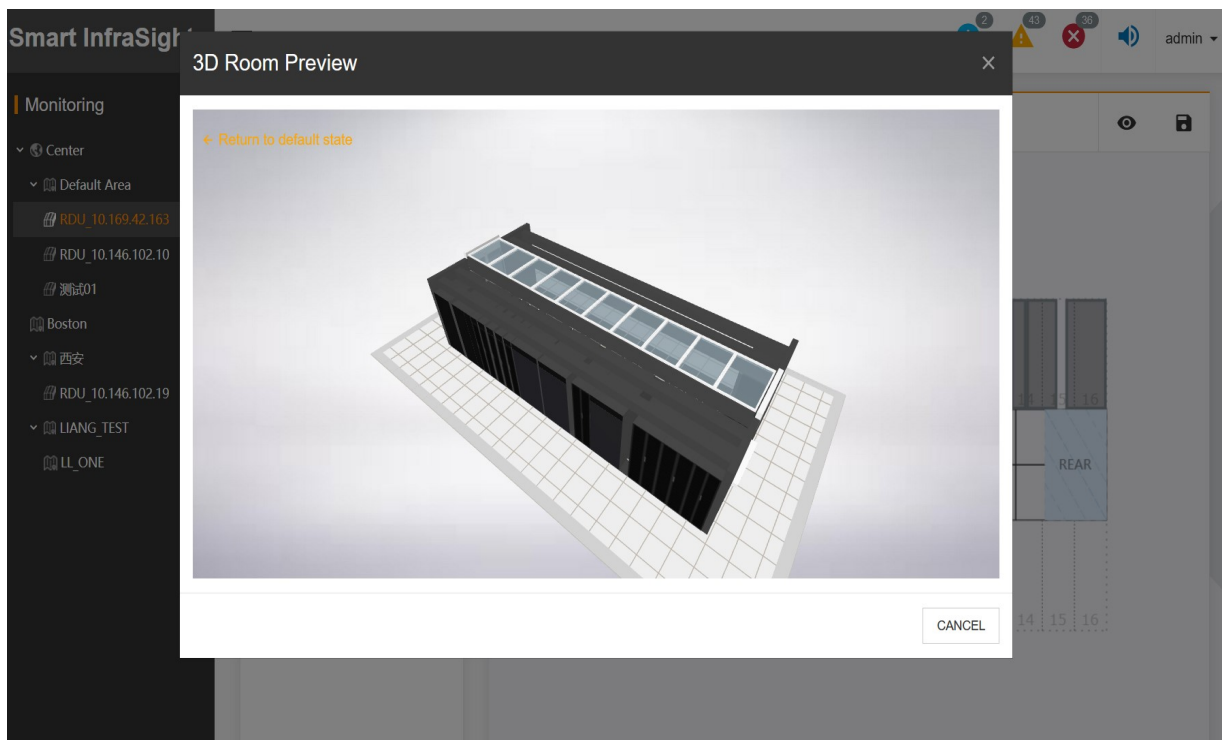 Smart InfraSigh
2
43
36
admin
3D Room Preview
Monitoring
← Return to default state
Center
Default Area
RDU_10.169.42.163
RDU_10.146.102.10
测试01
Boston
西安
RDU_10.146.102.19
LIANG_TEST
LL_ONE
14 15 16
REAR
CANCEL
14 15 16